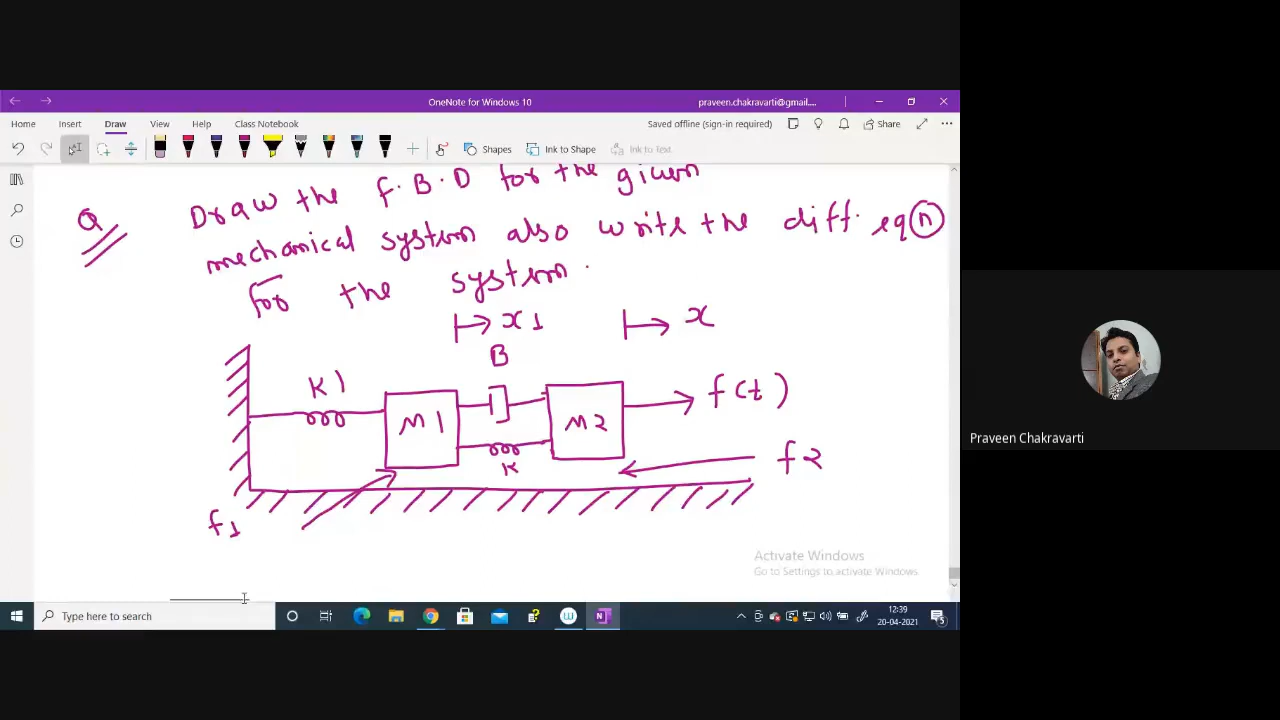 OneNote for Windows 10
praveen.chakravarti@gmail....
Home Insert Draw View Help Class Notebook
Saved offline (sign-in required)
Share
Shapes
Ink to Shape
Ink to Text
Q
Draw the f.B.D for the given
mechanical system also write the diff. eq n
for the system.
x1
x
B
K1
M1
M2
f(t)
K
f2
f1
Praveen Chakravarti
Activate Windows
Go to Settings to activate Windows
Type here to search
12:39
20-04-2021
5